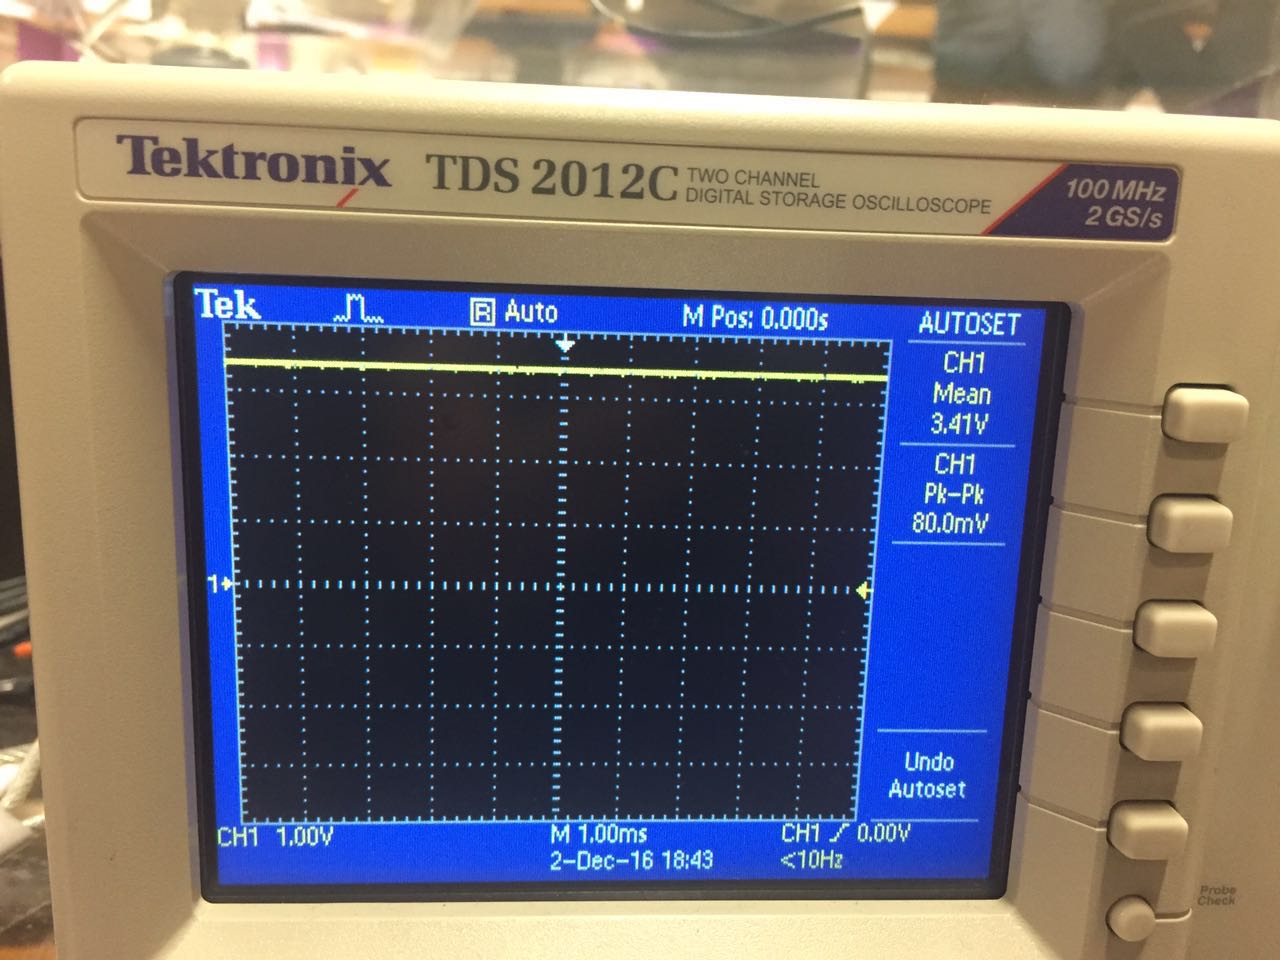 Tektronix TDS 2012C TWO CHANNEL
DIGITAL STORAGE OSCILLOSCOPE
100 MHz
2 GS/s
Tek R Auto M Pos: 0.000s AUTOSET
CH1
Mean
3.41V
CH1
Pk-Pk
80.0mV
1
Undo
Autoset
CH1 1.00V M 1.00ms CH1 0.00V
2-Dec-16 18:43 <10Hz
Probe
Check